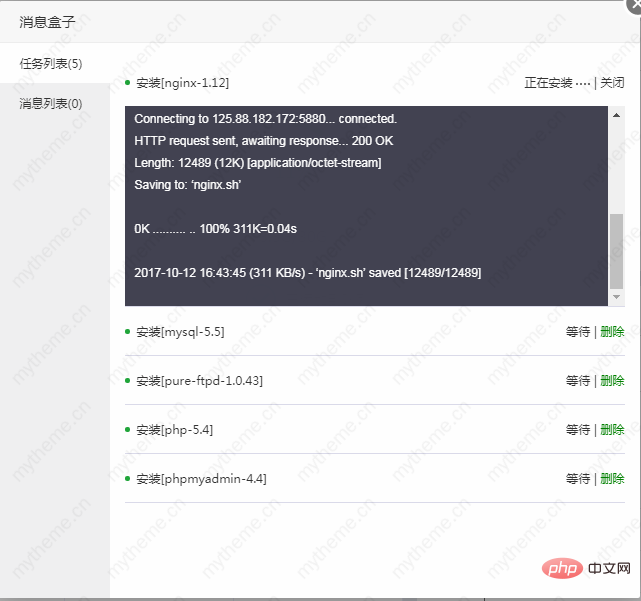 消息盒子
任务列表(5)
消息列表(0)
安装[nginx-1.12] 正在安装 ···· | 关闭
Connecting to 125.88.182.172:5880... connected.
HTTP request sent, awaiting response... 200 OK
Length: 12489 (12K) [application/octet-stream]
Saving to: ‘nginx.sh’
0K .......... .. 100% 311K=0.04s
2017-10-12 16:43:45 (311 KB/s) - ‘nginx.sh’ saved [12489/12489]
安装[mysql-5.5] 等待 | 删除
安装[pure-ftpd-1.0.43] 等待 | 删除
安装[php-5.4] 等待 | 删除
安装[phpmyadmin-4.4] 等待 | 删除
php 中文网
mytheme.cn